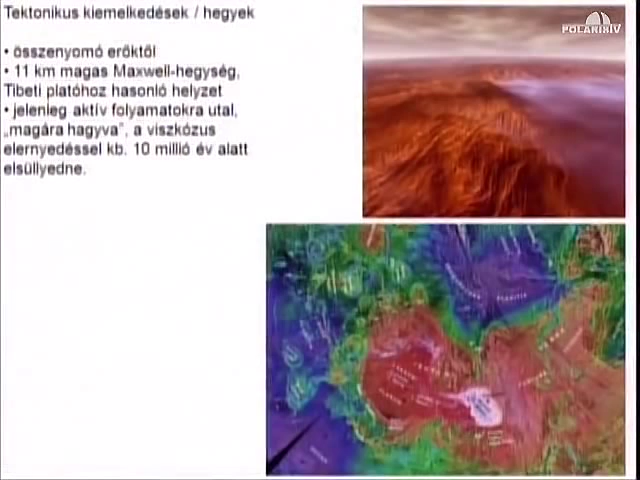 Tektonikus kiemelkedések / hegyek
• összenyomó erőktől
• 11 km magas Maxwell-hegység,
Tibeti platóhoz hasonló helyzet
• jelenleg aktív folyamatokra utal,
„magára hagyva”, a viszkózus
elernyedéssel kb. 10 millió év alatt
elsüllyedne.
POLARIXIV